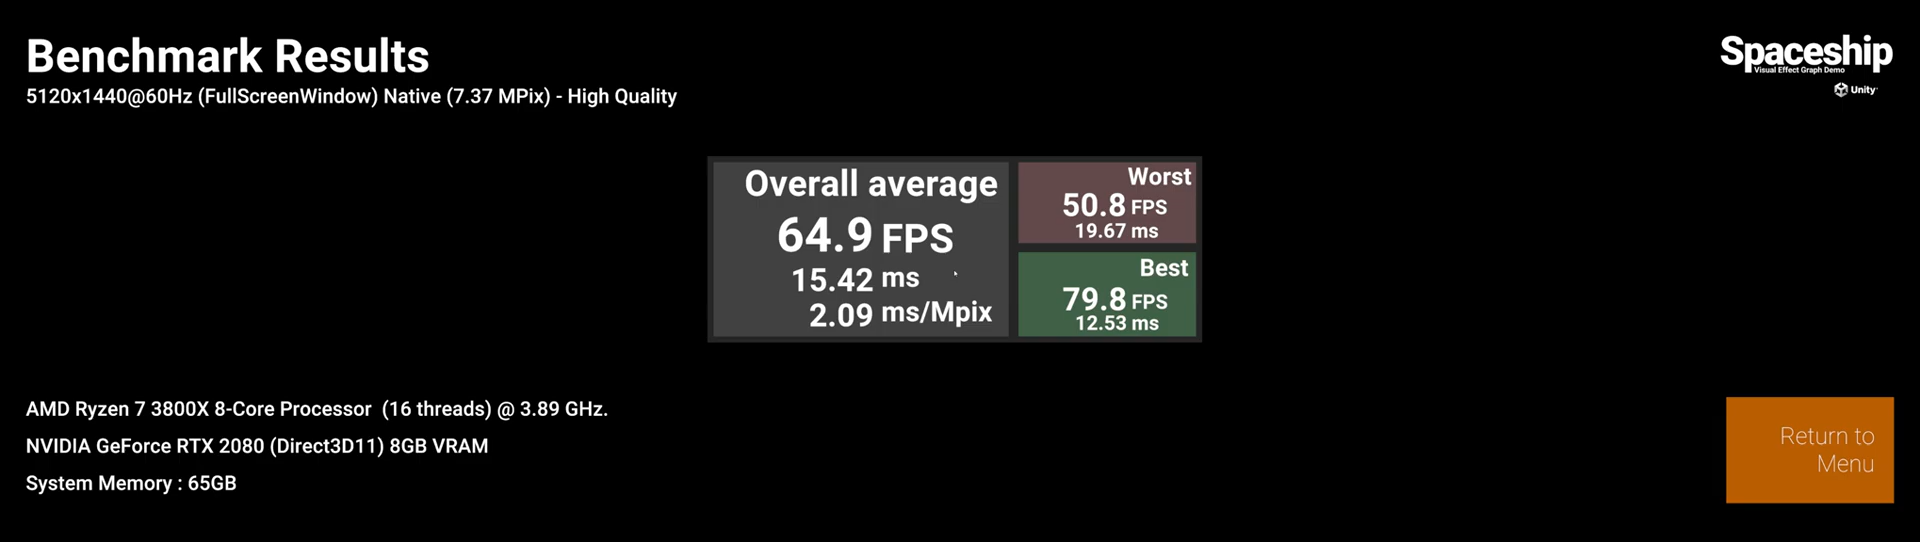 Benchmark Results
5120x1440@60Hz (FullScreenWindow) Native (7.37 MPix) - High Quality
Spaceship
Visual Effect Graph Demo
Unity
Overall average
64.9 FPS
15.42 ms
2.09 ms/Mpix
Worst
50.8 FPS
19.67 ms
Best
79.8 FPS
12.53 ms
AMD Ryzen 7 3800X 8-Core Processor (16 threads) @ 3.89 GHz.
NVIDIA GeForce RTX 2080 (Direct3D11) 8GB VRAM
System Memory : 65GB
Return to
Menu